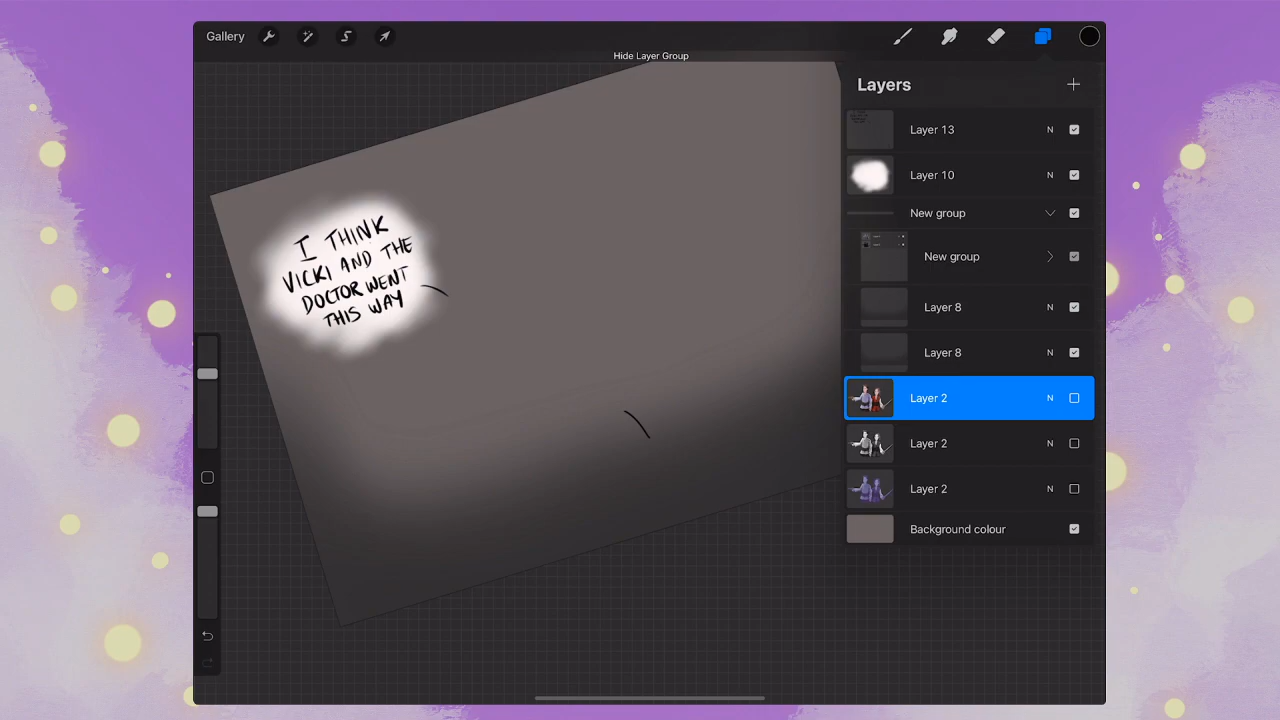 Gallery
Hide Layer Group
Layers
Layer 13 N
Layer 10 N
New group
New group
Layer 8 N
Layer 8 N
Layer 2 N
Layer 2 N
Layer 2 N
Background colour
I THINK
VICKI AND THE
DOCTOR WENT
THIS WAY